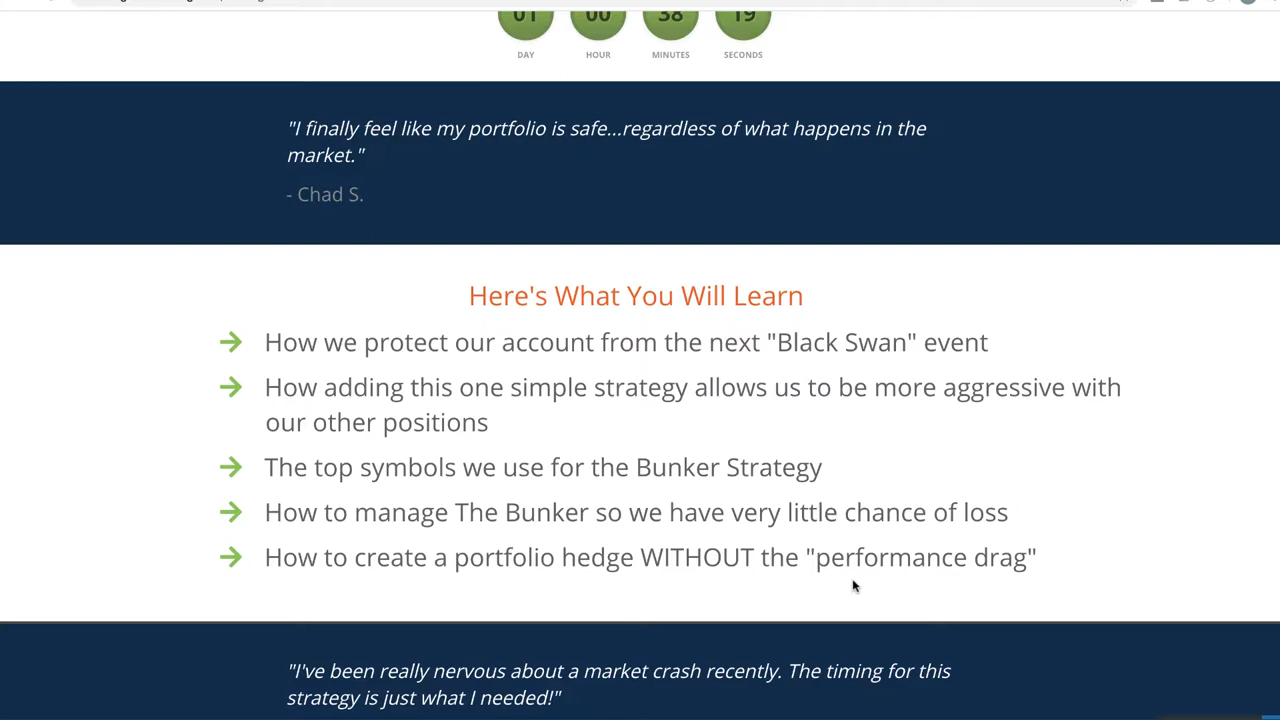 01 00 38 19
DAY HOUR MINUTES SECONDS
"I finally feel like my portfolio is safe...regardless of what happens in the
market."
- Chad S.
Here's What You Will Learn
How we protect our account from the next "Black Swan" event
How adding this one simple strategy allows us to be more aggressive with
our other positions
The top symbols we use for the Bunker Strategy
How to manage The Bunker so we have very little chance of loss
How to create a portfolio hedge WITHOUT the "performance drag"
"I've been really nervous about a market crash recently. The timing for this
strategy is just what I needed!"